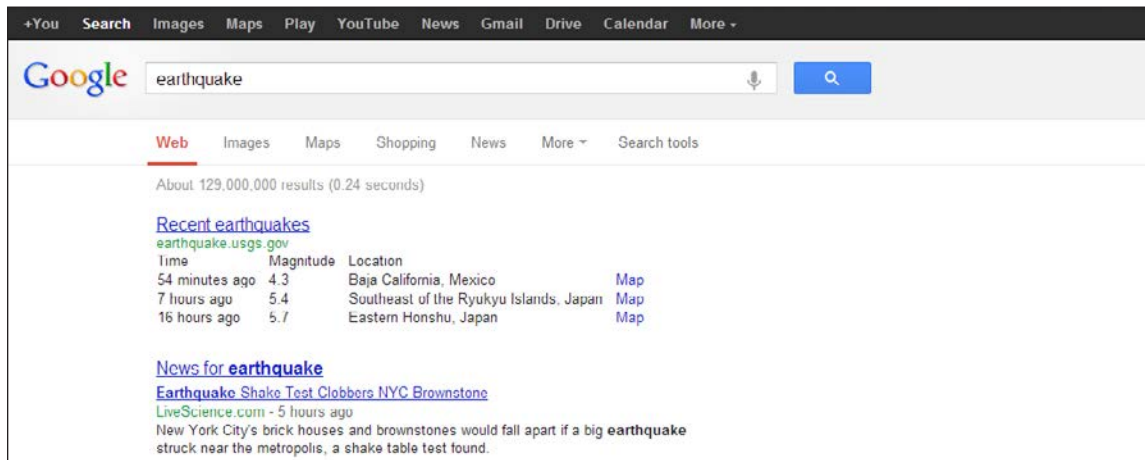 +You Search Images Maps Play YouTube News Gmail Drive Calendar More
Google earthquake
Web Images Maps Shopping News More Search tools
About 129,000,000 results (0.24 seconds)
Recent earthquakes
earthquake.usgs.gov
Time Magnitude Location
54 minutes ago 4.3 Baja California, Mexico Map
7 hours ago 5.4 Southeast of the Ryukyu Islands, Japan Map
16 hours ago 5.7 Eastern Honshu, Japan Map
News for earthquake
Earthquake Shake Test Clobbers NYC Brownstone
LiveScience.com - 5 hours ago
New York City's brick houses and brownstones would fall apart if a big earthquake
struck near the metropolis, a shake table test found.